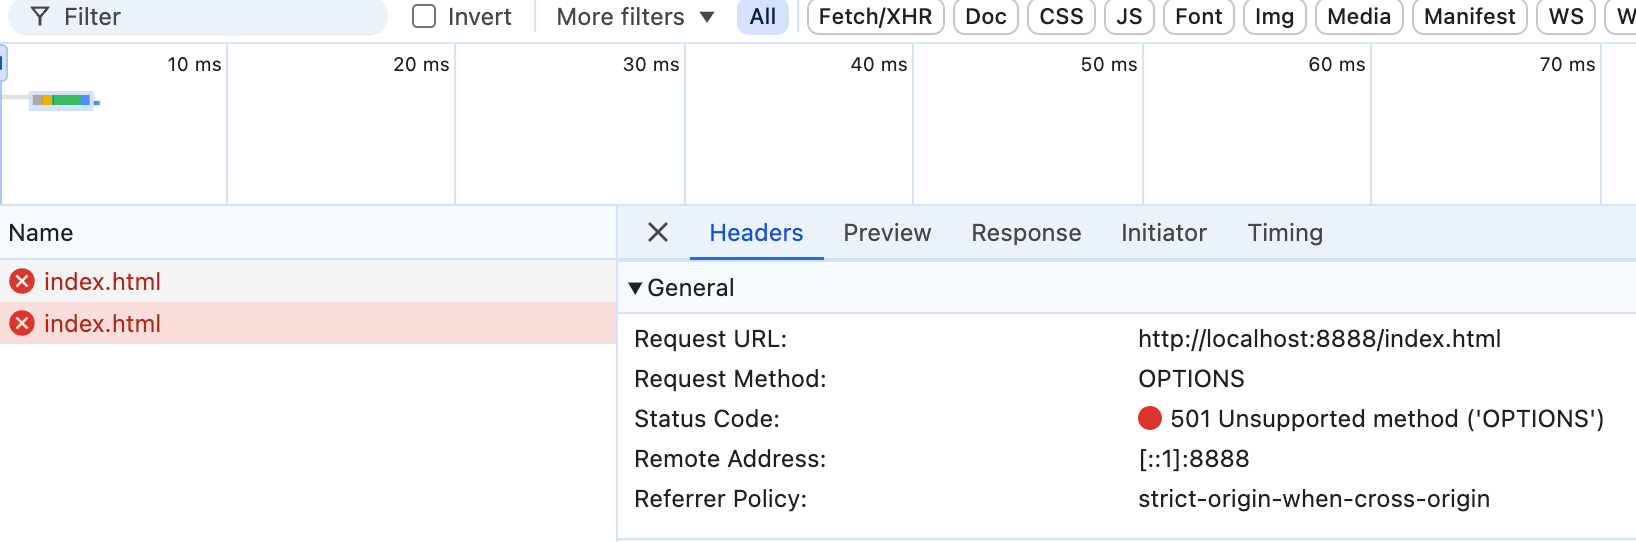 Filter Invert More filters ▼ All Fetch/XHR Doc CSS JS Font Img Media Manifest WS W
10 ms 20 ms 30 ms 40 ms 50 ms 60 ms 70 ms
Name Headers Preview Response Initiator Timing
index.html
General
index.html
Request URL: http://localhost:8888/index.html
Request Method: OPTIONS
Status Code: 501 Unsupported method ('OPTIONS')
Remote Address: [::1]:8888
Referrer Policy: strict-origin-when-cross-origin